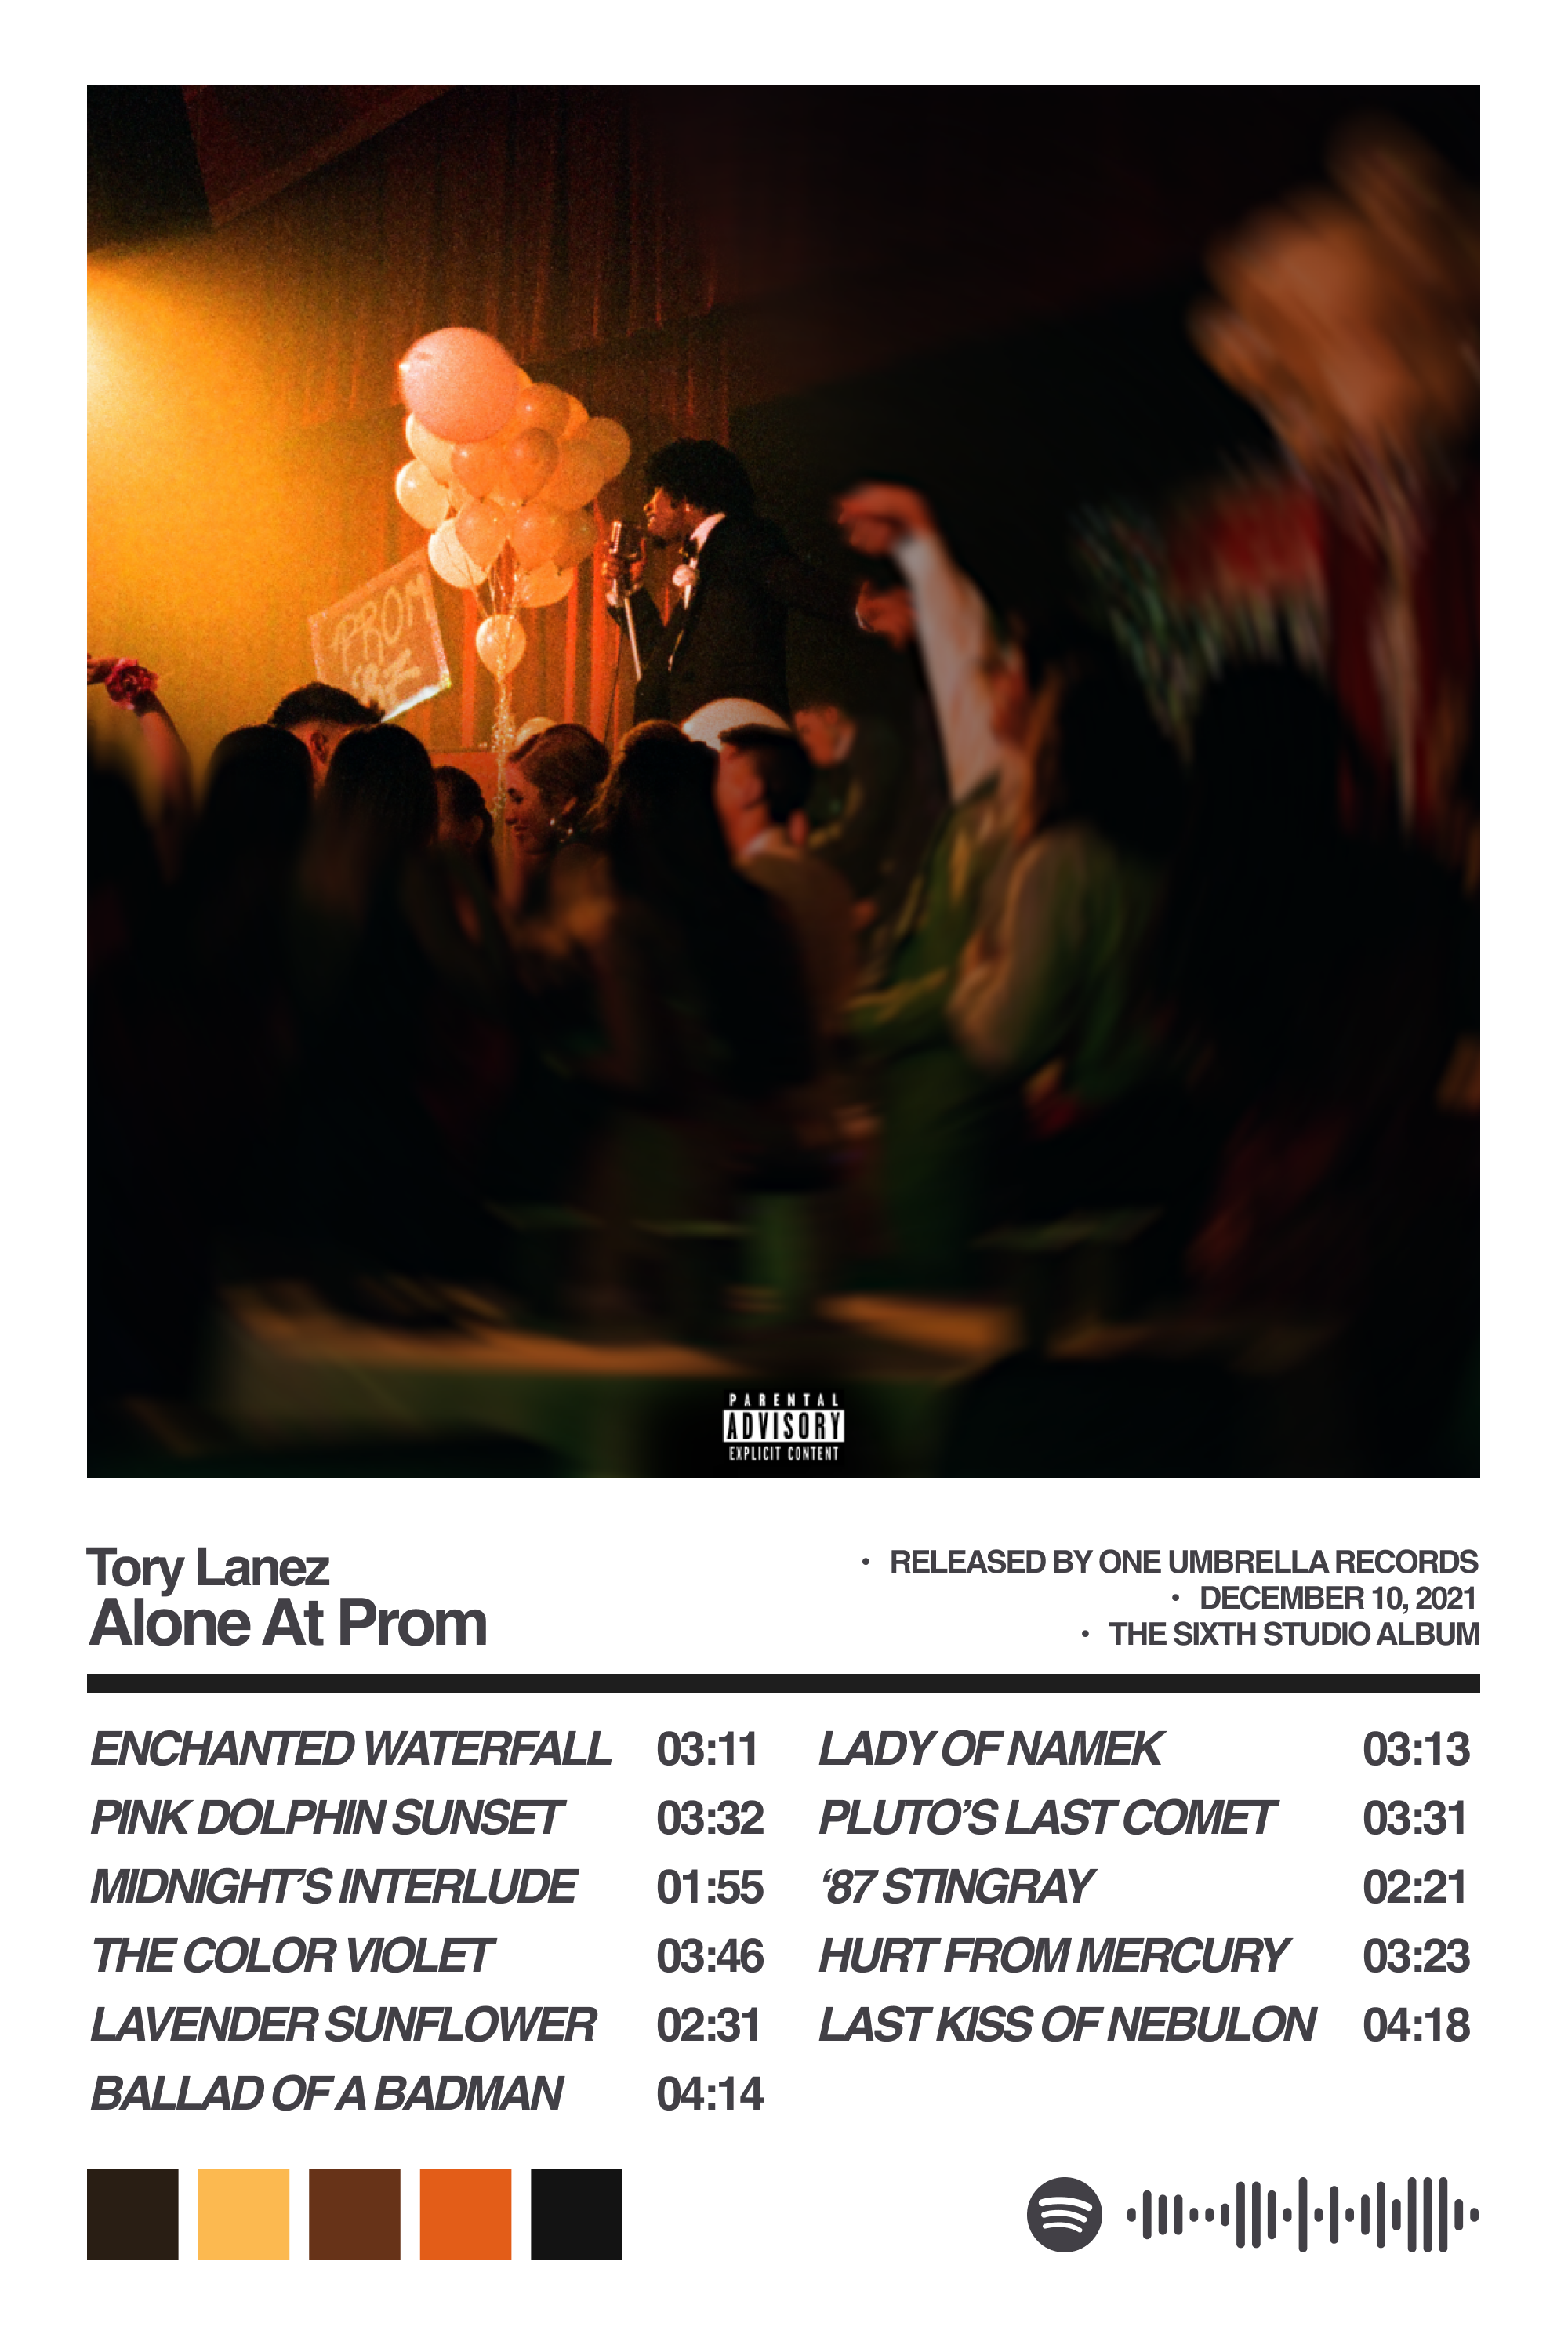 PROM
PARENTAL
ADVISORY
EXPLICIT CONTENT
Tory Lanez
Alone At Prom
• RELEASED BY ONE UMBRELLA RECORDS
• DECEMBER 10, 2021
• THE SIXTH STUDIO ALBUM
ENCHANTED WATERFALL 03:11
PINK DOLPHIN SUNSET 03:32
MIDNIGHT’S INTERLUDE 01:55
THE COLOR VIOLET 03:46
LAVENDER SUNFLOWER 02:31
BALLAD OF A BADMAN 04:14
LADY OF NAMEK 03:13
PLUTO’S LAST COMET 03:31
‘87 STINGRAY 02:21
HURT FROM MERCURY 03:23
LAST KISS OF NEBULON 04:18